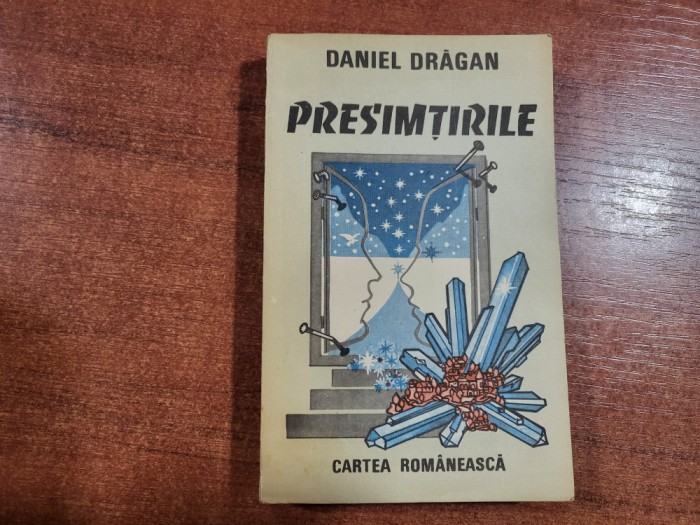 DANIEL DRĂGAN
PRESIMȚIRILE
CARTEA ROMÂNEASCĂ